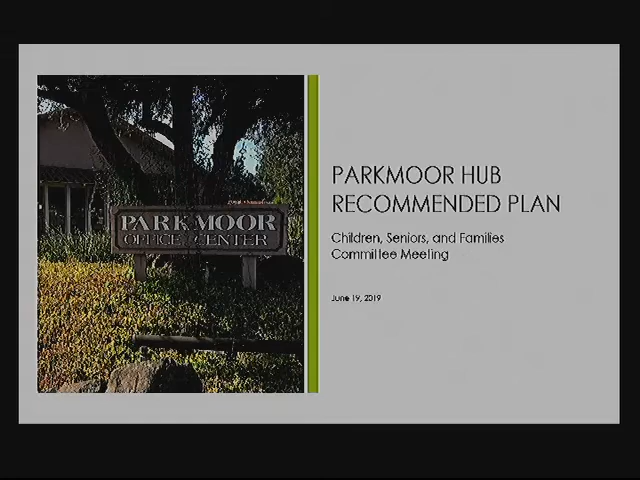 PARKMOOR
OFFICE CENTER
PARKMOOR HUB
RECOMMENDED PLAN
Children, Seniors, and Families
Committee Meeting
June 19, 2019